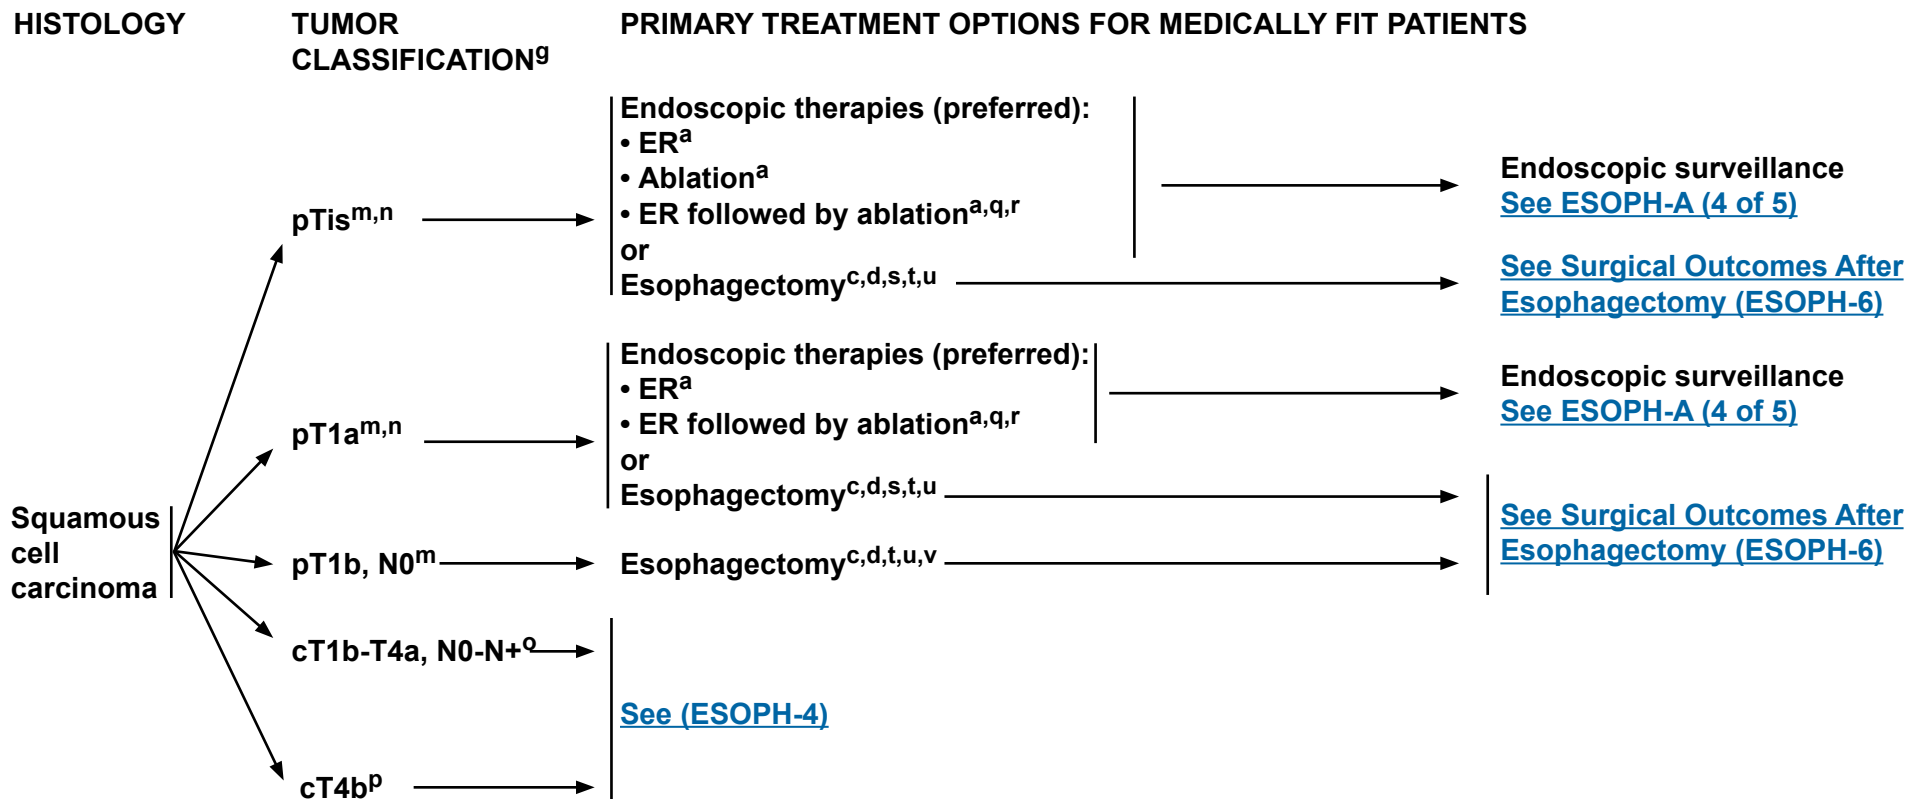 HISTOLOGY
TUMOR
CLASSIFICATIONg
PRIMARY TREATMENT OPTIONS FOR MEDICALLY FIT PATIENTS
Squamous
cell
carcinoma
pTism,n
Endoscopic therapies (preferred):
• ERa
• Ablationa
• ER followed by ablationa,q,r
or
Esophagectomyc,d,s,t,u
Endoscopic surveillance
See ESOPH-A (4 of 5)
See Surgical Outcomes After
Esophagectomy (ESOPH-6)
pT1am,n
Endoscopic therapies (preferred):
• ERa
• ER followed by ablationa,q,r
or
Esophagectomyc,d,s,t,u
Endoscopic surveillance
See ESOPH-A (4 of 5)
pT1b, N0m
Esophagectomyc,d,t,u,v
See Surgical Outcomes After
Esophagectomy (ESOPH-6)
cT1b-T4a, N0-N+o
cT4bp
See (ESOPH-4)